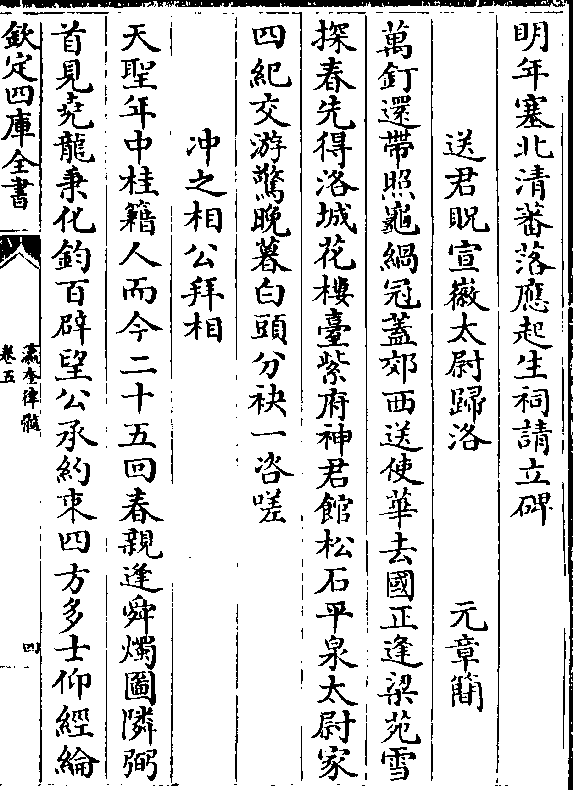 明年塞北清蕃落應起生祠請立碑
送君貺宣徽太尉歸洛　元章簡
萬釘還帶照龜緺冠蓋郊西送使華去國正逢梁苑雪
探春先得洛城花樓臺紫府神君館松石平泉太尉家
四紀交游驚晚暮白頭分袂一咨嗟
冲之相公拜相
天聖年中桂籍人而今二十五回春親逢舜燭圖隣弼
首見堯龍秉化鈞百辟望公承約束四方多士仰經綸
欽定四庫全書
瀛奎律髓
卷五
四